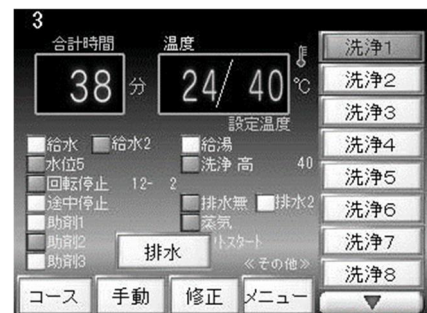 3
合計時間 温度
38 分 24/ 40 ℃
設定温度
給水 給水2 給湯
水位5 洗浄 高 40
回転停止 12- 2
途中停止 排水無 排水2
助剤1 蒸気
助剤2 リスタート
助剤3 排水 ≪その他≫
コース 手動 修正 メニュー
洗浄1
洗浄2
洗浄3
洗浄4
洗浄5
洗浄6
洗浄7
洗浄8